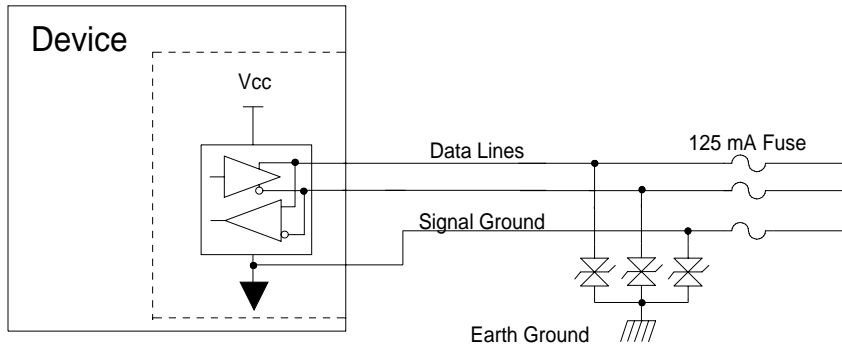 Device
Vcc
Data Lines
125 mA Fuse
Signal Ground
Earth Ground